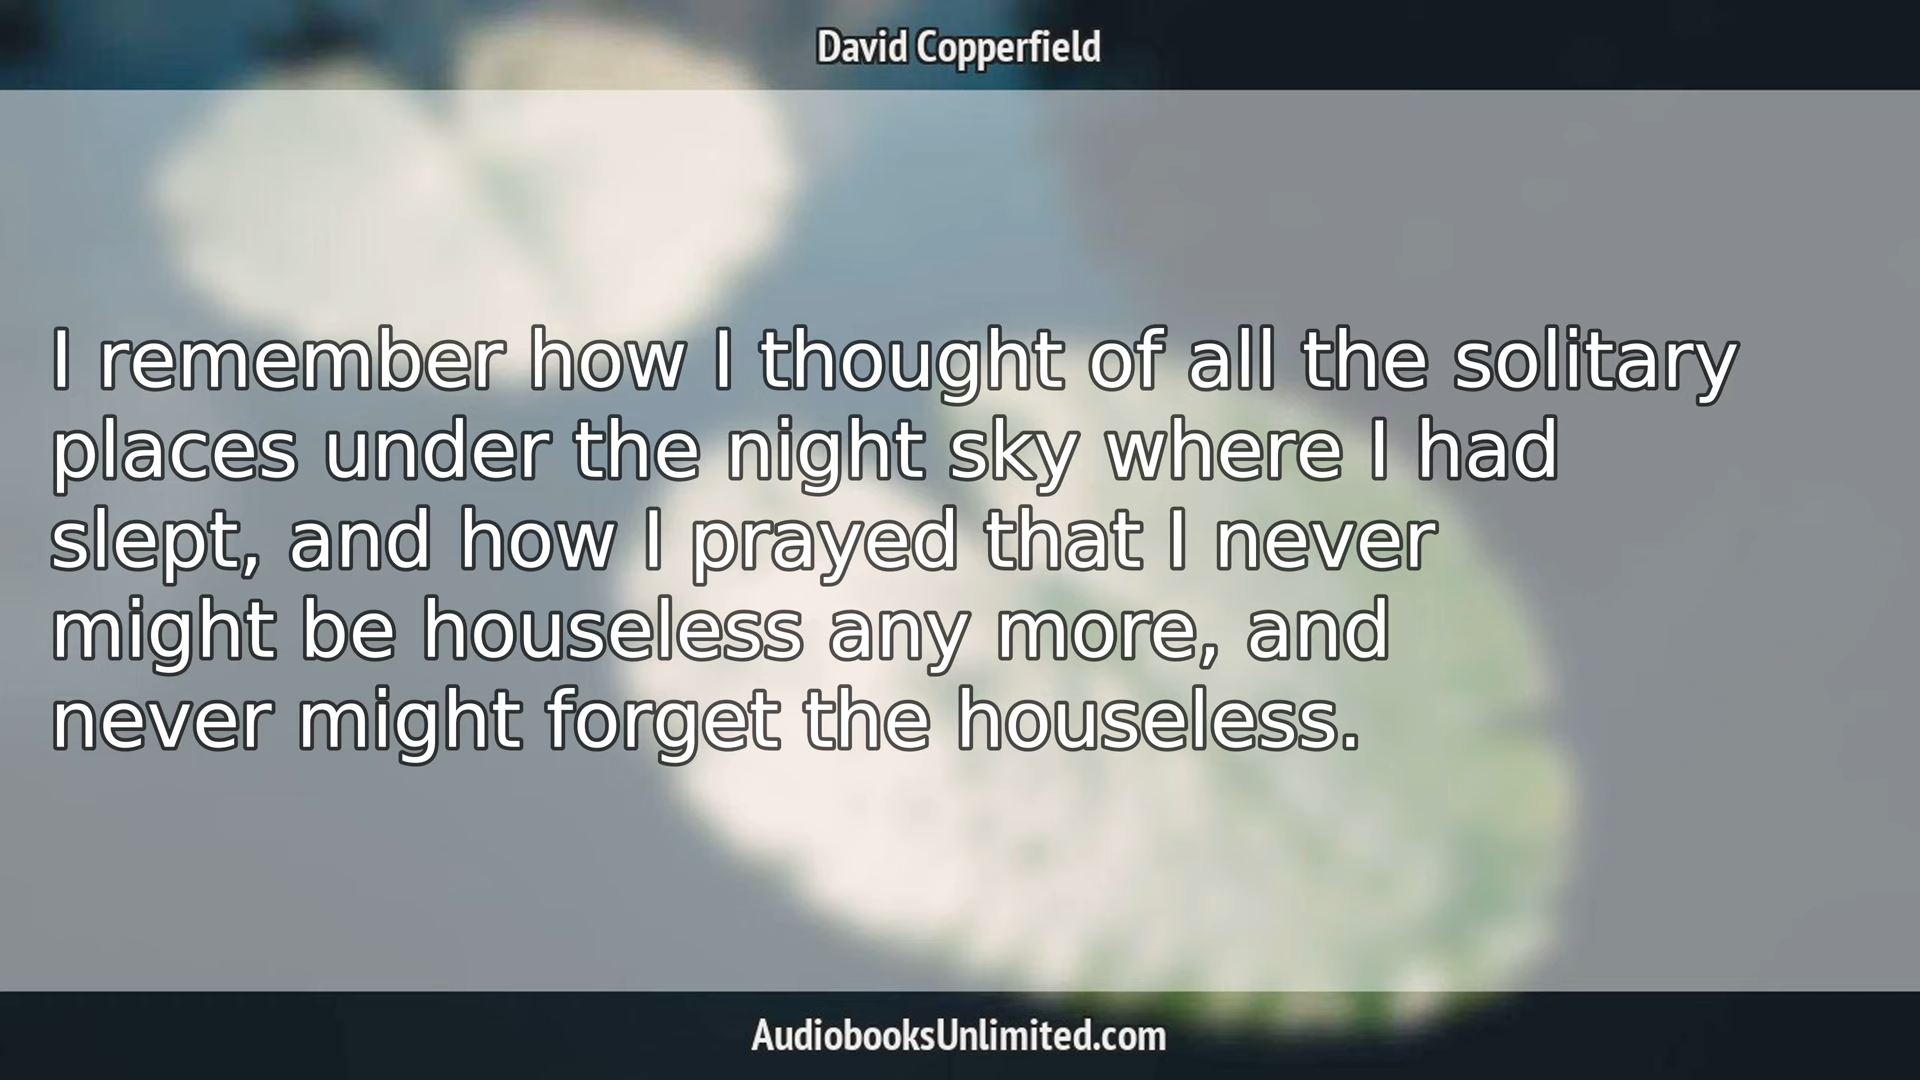 David Copperfield
I remember how I thought of all the solitary
places under the night sky where I had
slept, and how I prayed that I never
might be houseless any more, and
never might forget the houseless.
AudiobooksUnlimited.com